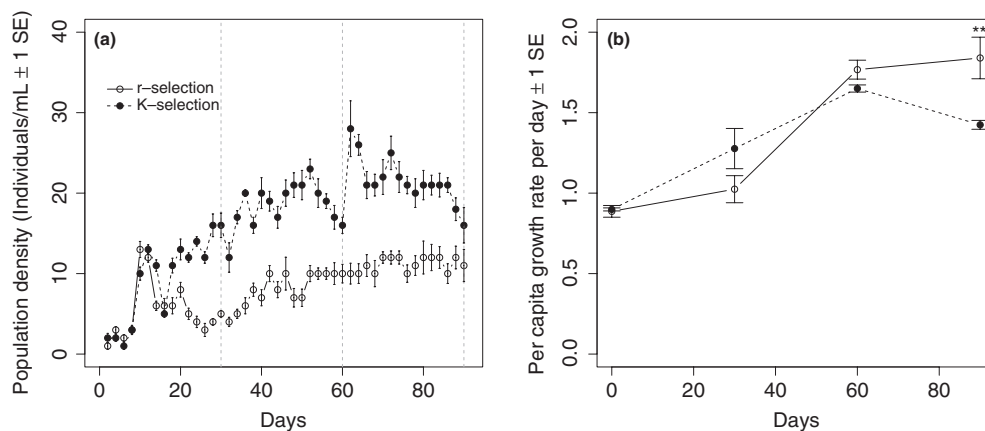 (a)
r–selection
K–selection
Population density (Individuals/mL ± 1 SE)
0 10 20 30 40
0 20 40 60 80
Days
(b)
**
Per capita growth rate per day ± 1 SE
0.0 0.5 1.0 1.5 2.0
0 20 40 60 80
Days